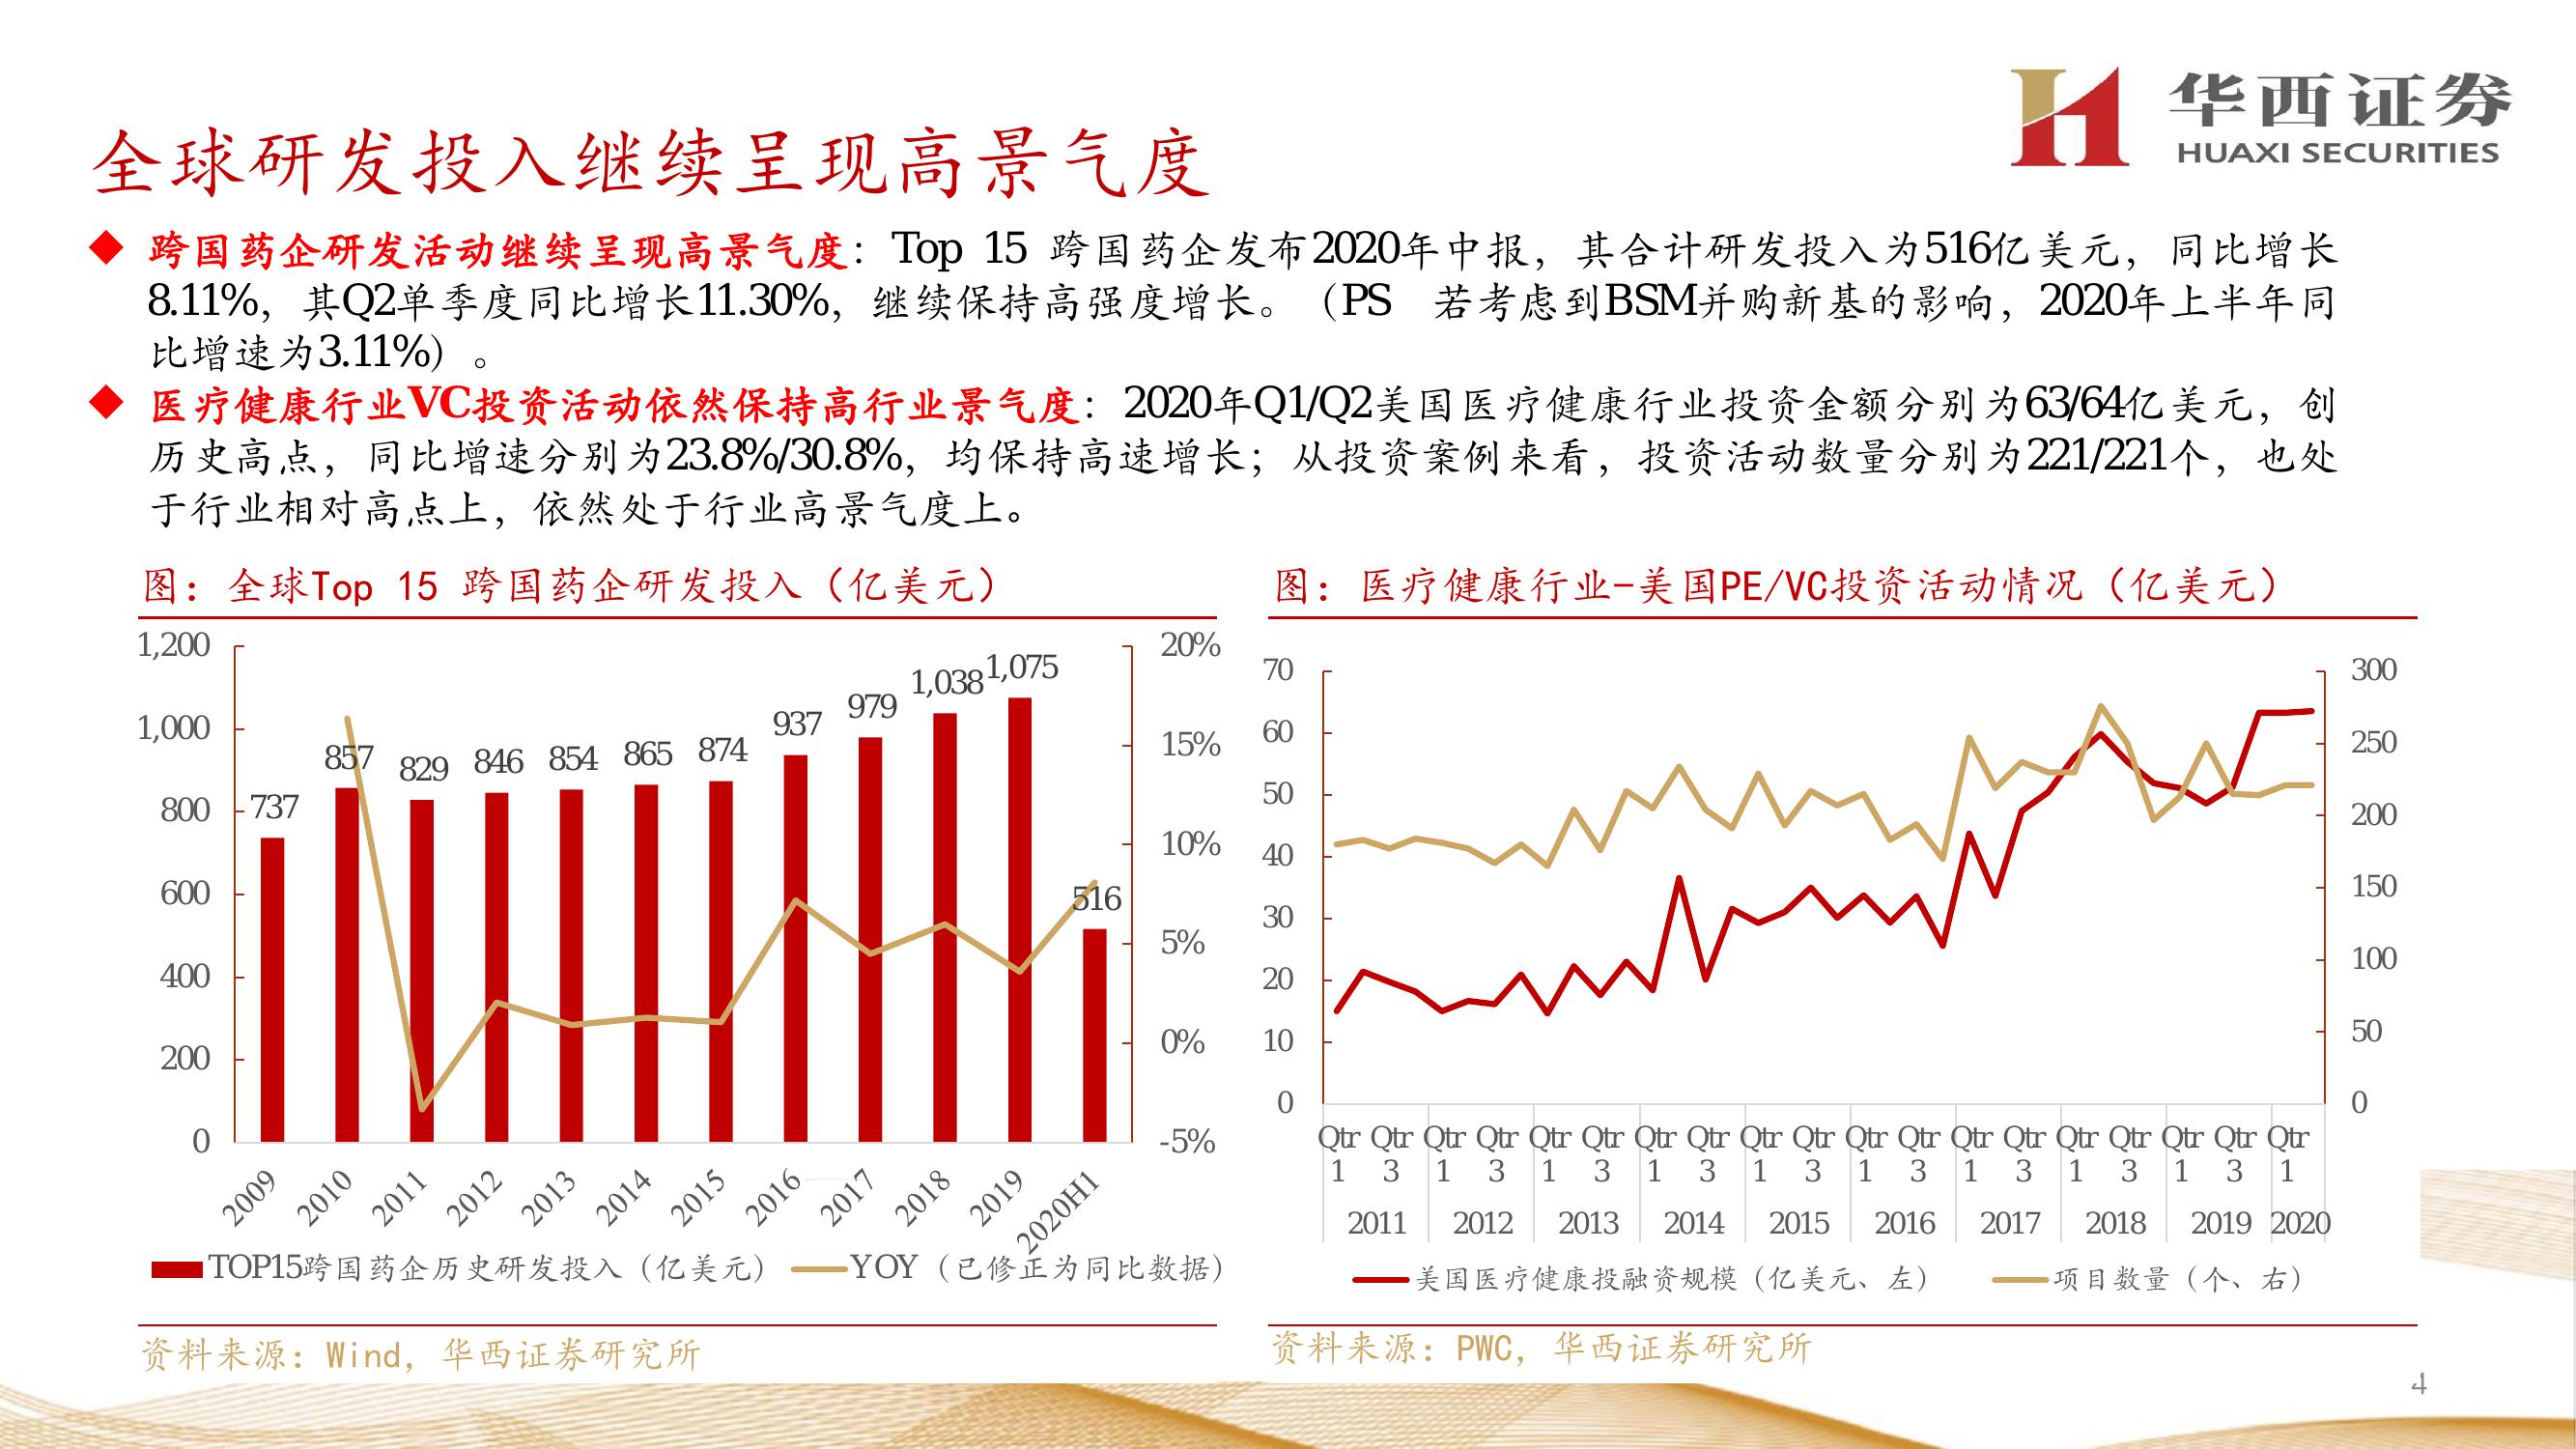 华西证券
HUAXI SECURITIES
全球研发投入继续呈现高景气度
◆ 跨国药企研发活动继续呈现高景气度：Top 15 跨国药企发布2020年中报，其合计研发投入为516亿美元，同比增长
8.11%，其Q2单季度同比增长11.30%，继续保持高强度增长。（PS 若考虑到BSM并购新基的影响，2020年上半年同
比增速为3.11%）。
◆ 医疗健康行业VC投资活动依然保持高行业景气度：2020年Q1/Q2美国医疗健康行业投资金额分别为63/64亿美元，创
历史高点，同比增速分别为23.8%/30.8%，均保持高速增长；从投资案例来看，投资活动数量分别为221/221个，也处
于行业相对高点上，依然处于行业高景气度上。
图：全球Top 15 跨国药企研发投入（亿美元）
1,200
1,000
800
600
400
200
0
737
857
829
846
854
865
874
937
979
1,038
1,075
516
20%
15%
10%
5%
0%
-5%
2009
2010
2011
2012
2013
2014
2015
2016
2017
2018
2019
2020H1
TOP15跨国药企历史研发投入（亿美元）
YOY（已修正为同比数据）
资料来源：Wind，华西证券研究所
图：医疗健康行业-美国PE/VC投资活动情况（亿美元）
70
60
50
40
30
20
10
0
300
250
200
150
100
50
0
Qtr Qtr Qtr Qtr Qtr Qtr Qtr Qtr Qtr Qtr Qtr Qtr Qtr Qtr Qtr Qtr Qtr Qtr Qtr
1 3 1 3 1 3 1 3 1 3 1 3 1 3 1 3 1 3 1
2011 2012 2013 2014 2015 2016 2017 2018 2019 2020
美国医疗健康投融资规模（亿美元、左）
项目数量（个、右）
资料来源：PWC，华西证券研究所
4